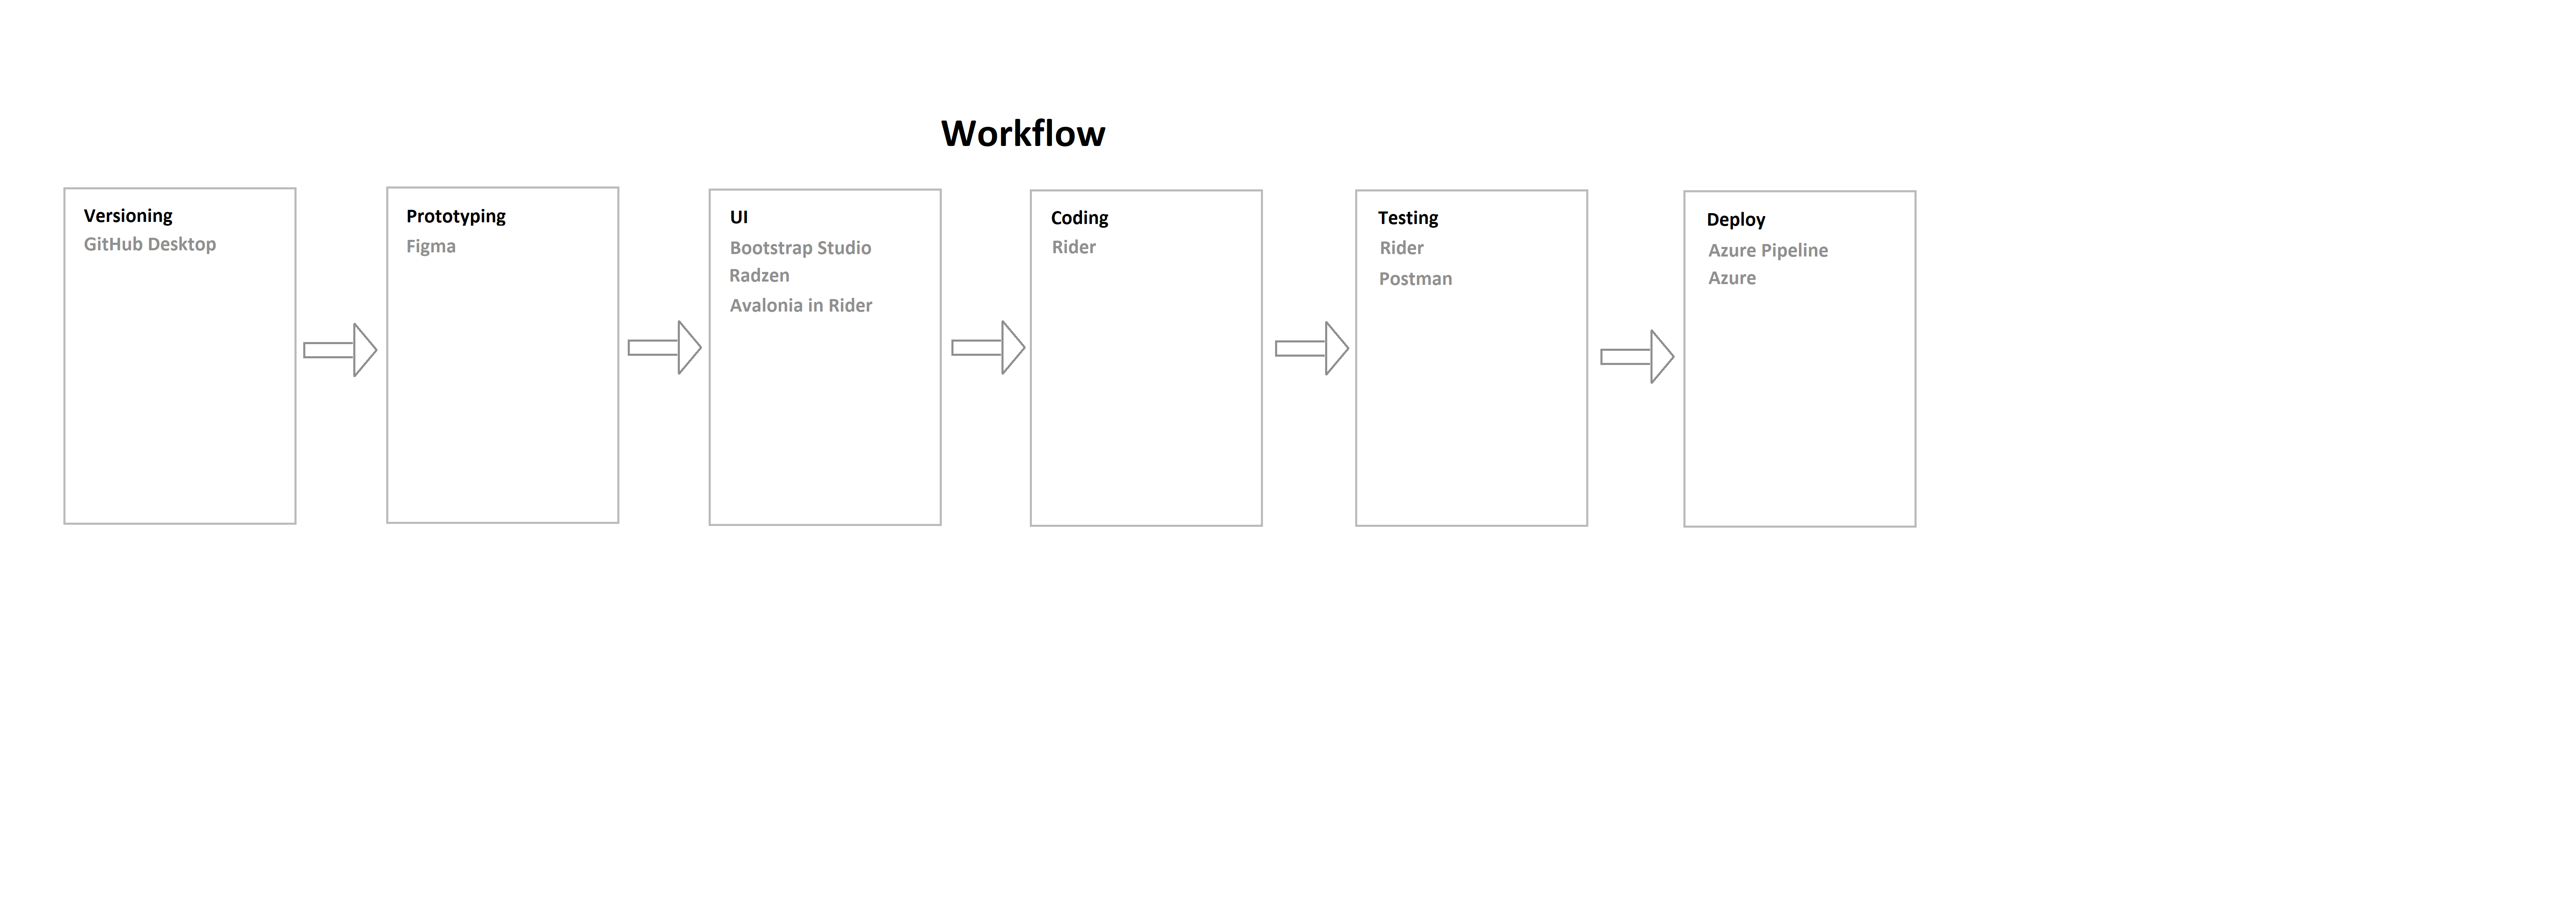 Workflow
Versioning
GitHub Desktop
Prototyping
Figma
UI
Bootstrap Studio
Radzen
Avalonia in Rider
Coding
Rider
Testing
Rider
Postman
Deploy
Azure Pipeline
Azure